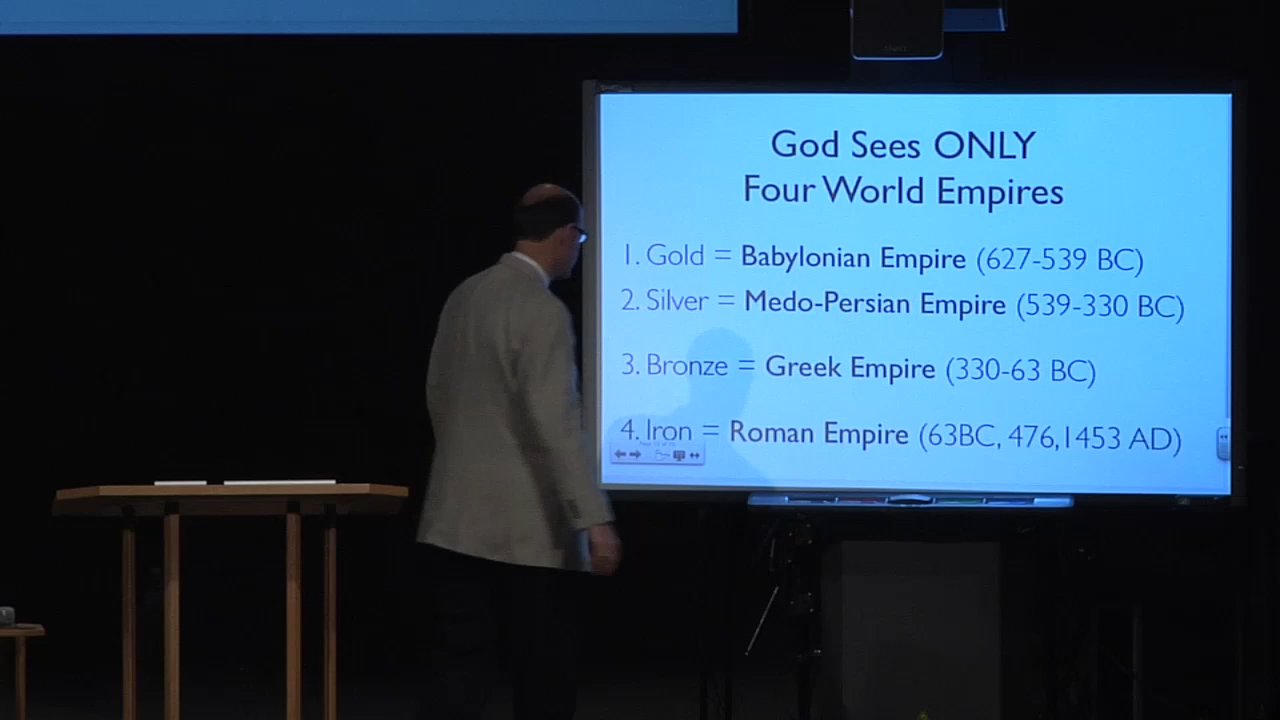 God Sees ONLY
Four World Empires
1. Gold = Babylonian Empire (627-539 BC)
2. Silver = Medo-Persian Empire (539-330 BC)
3. Bronze = Greek Empire (330-63 BC)
4. Iron = Roman Empire (63BC, 476,1453 AD)